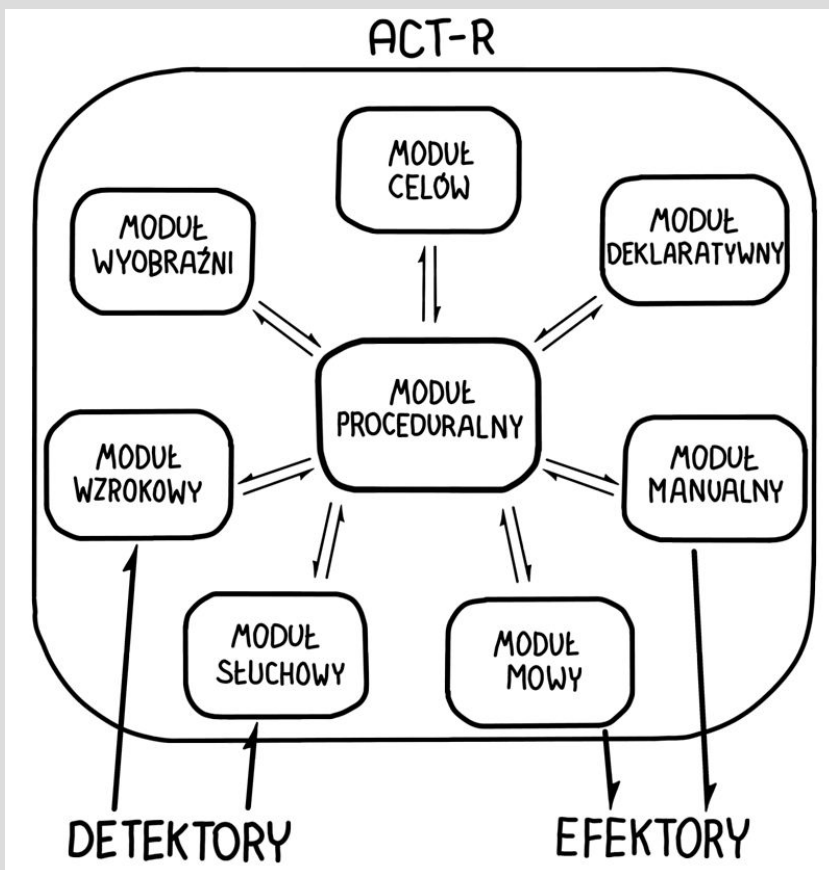 ACT-R
MODUŁ
CELÓW
MODUŁ
WYOBRAŹNI
MODUŁ
DEKLARATYWNY
MODUŁ
PROCEDURALNY
MODUŁ
WZROKOWY
MODUŁ
MANUALNY
MODUŁ
SŁUCHOWY
MODUŁ
MOWY
DETEKTORY
EFEKTORY